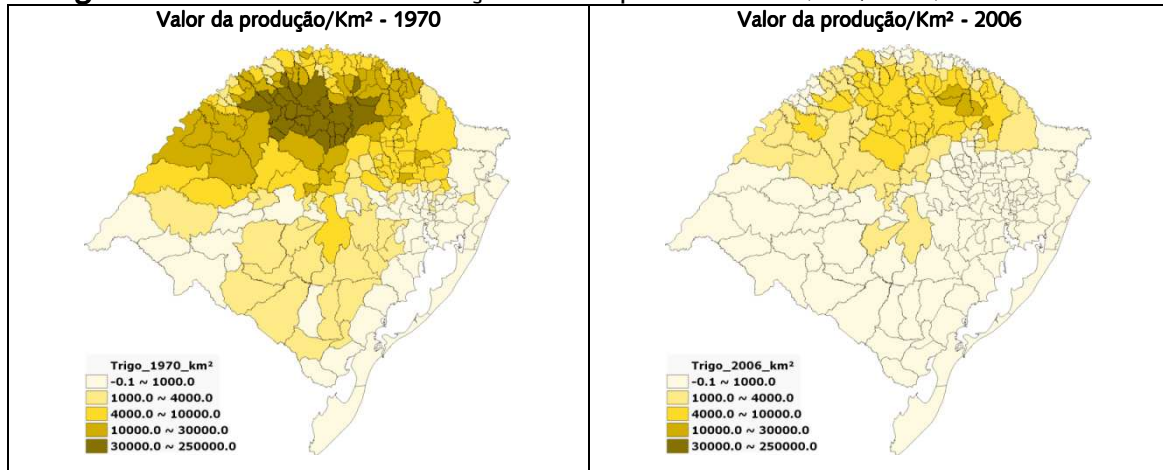 Valor da produção/Km² - 1970
Valor da produção/Km² - 2006
Trigo_1970_km²
-0.1 ~ 1000.0
1000.0 ~ 4000.0
4000.0 ~ 10000.0
10000.0 ~ 30000.0
30000.0 ~ 250000.0
Trigo_2006_km²
-0.1 ~ 1000.0
1000.0 ~ 4000.0
4000.0 ~ 10000.0
10000.0 ~ 30000.0
30000.0 ~ 250000.0